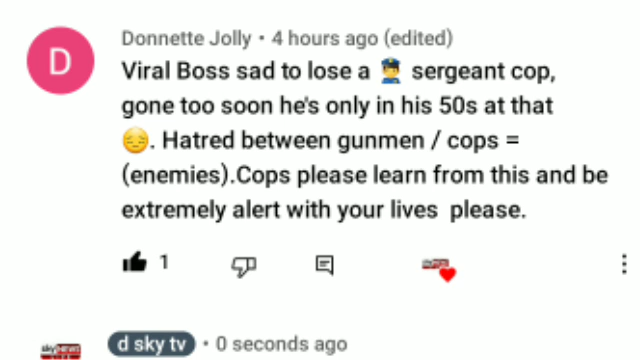 D
Donnette Jolly • 4 hours ago (edited)
Viral Boss sad to lose a 👮 sergeant cop,
gone too soon he's only in his 50s at that
😔. Hatred between gunmen / cops =
(enemies).Cops please learn from this and be
extremely alert with your lives please.
1
d sky tv • 0 seconds ago